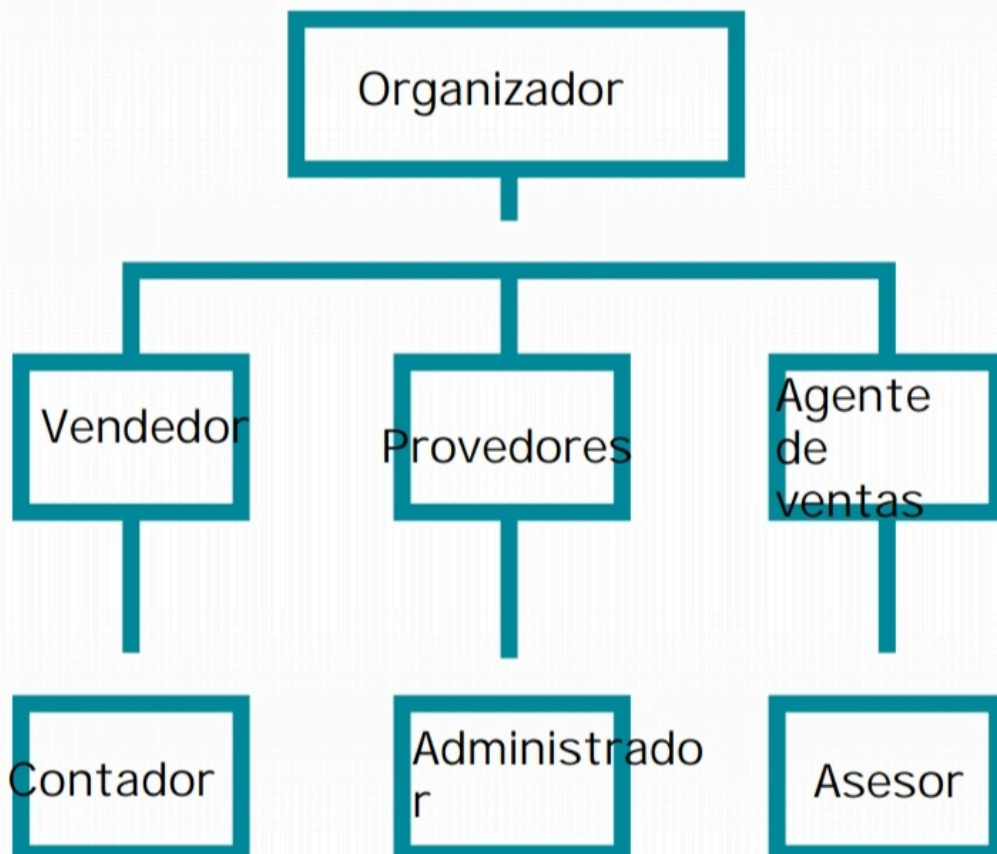 Organizador
Vendedor
Provedores
Agente
de
ventas
Contador
Administrado
r
Asesor